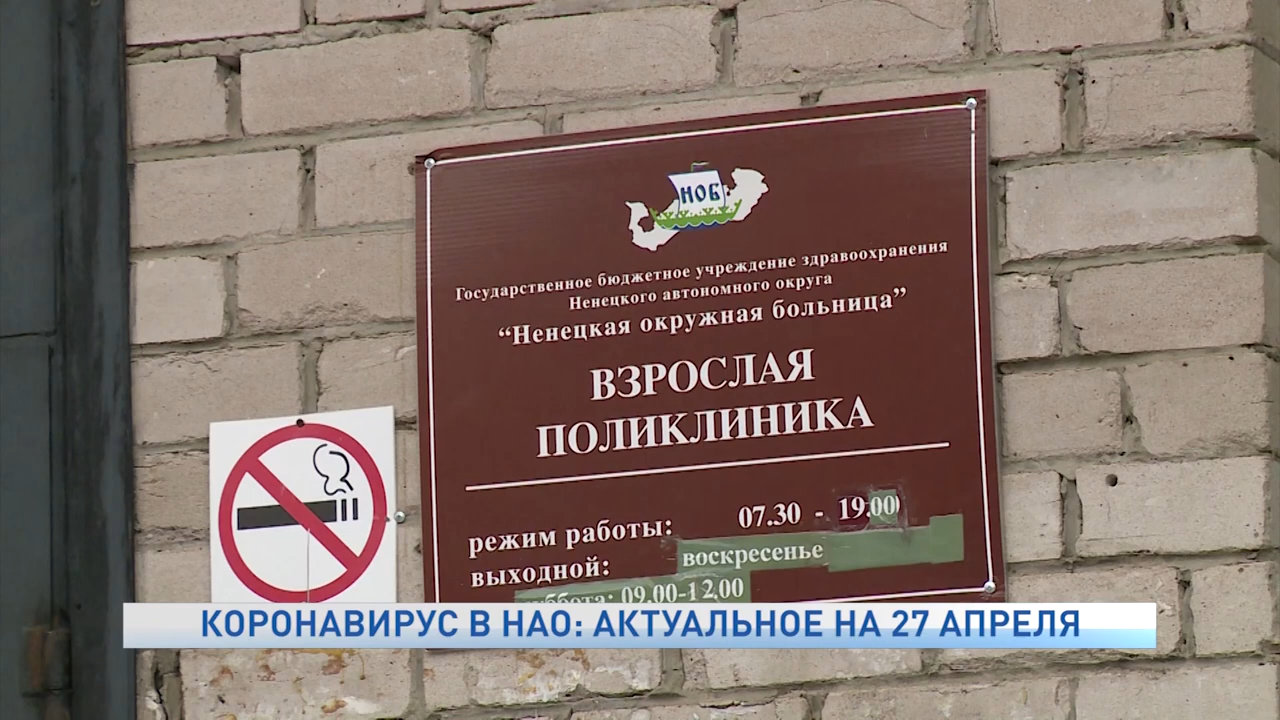 НОБ
Государственное бюджетное учреждение здравоохранения
Ненецкого автономного округа
“Ненецкая окружная больница”
ВЗРОСЛАЯ
ПОЛИКЛИНИКА
режим работы: 07.30 - 19.00
выходной: воскресенье
09.00-12.00
КОРОНАВИРУС В НАО: АКТУАЛЬНОЕ НА 27 АПРЕЛЯ